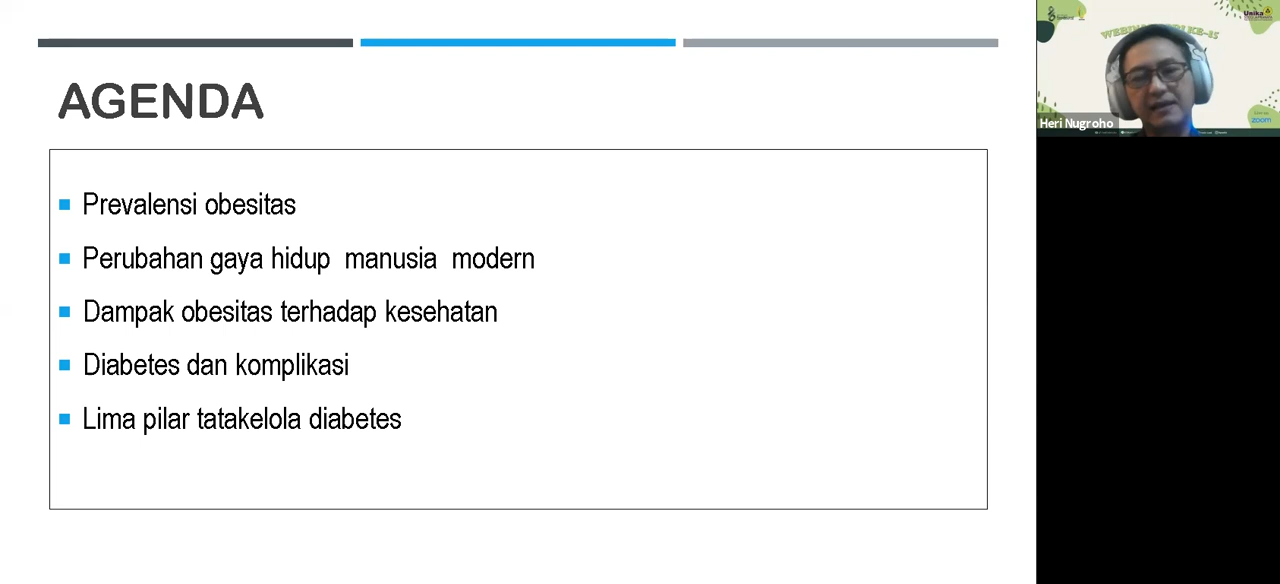 AGENDA
Prevalensi obesitas
Perubahan gaya hidup manusia modern
Dampak obesitas terhadap kesehatan
Diabetes dan komplikasi
Lima pilar tatakelola diabetes
Heri Nugroho
zoom